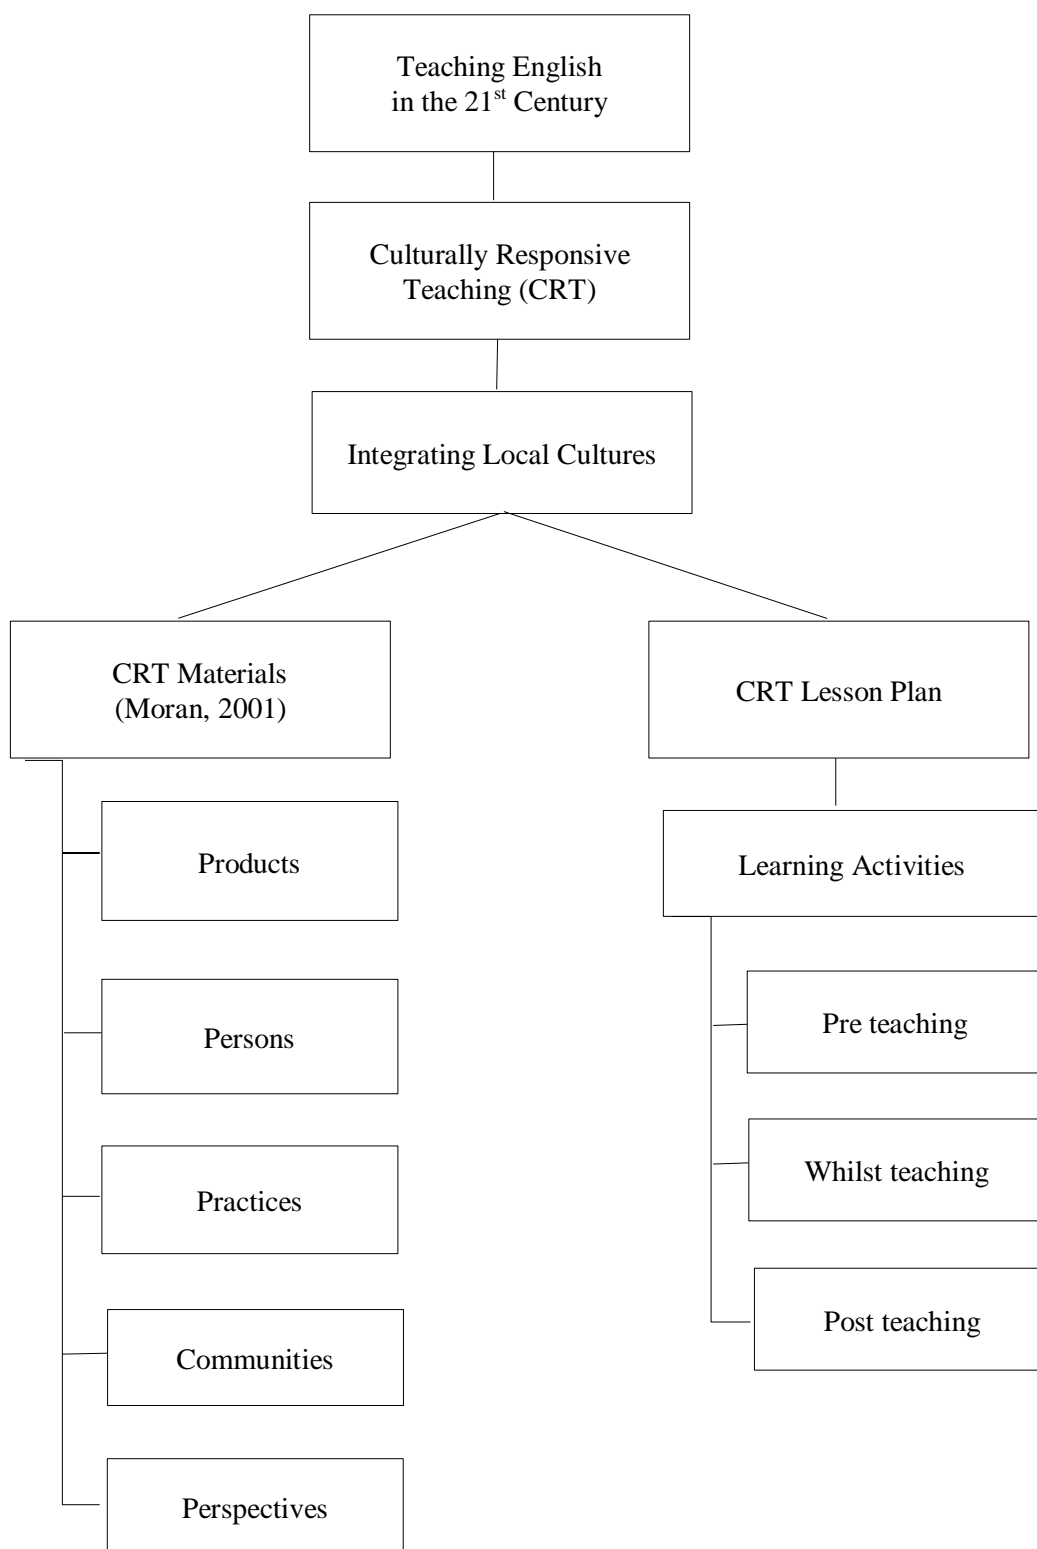 Teaching English
in the 21st Century
Culturally Responsive
Teaching (CRT)
Integrating Local Cultures
CRT Materials
(Moran, 2001)
Products
Persons
Practices
Communities
Perspectives
CRT Lesson Plan
Learning Activities
Pre teaching
Whilst teaching
Post teaching